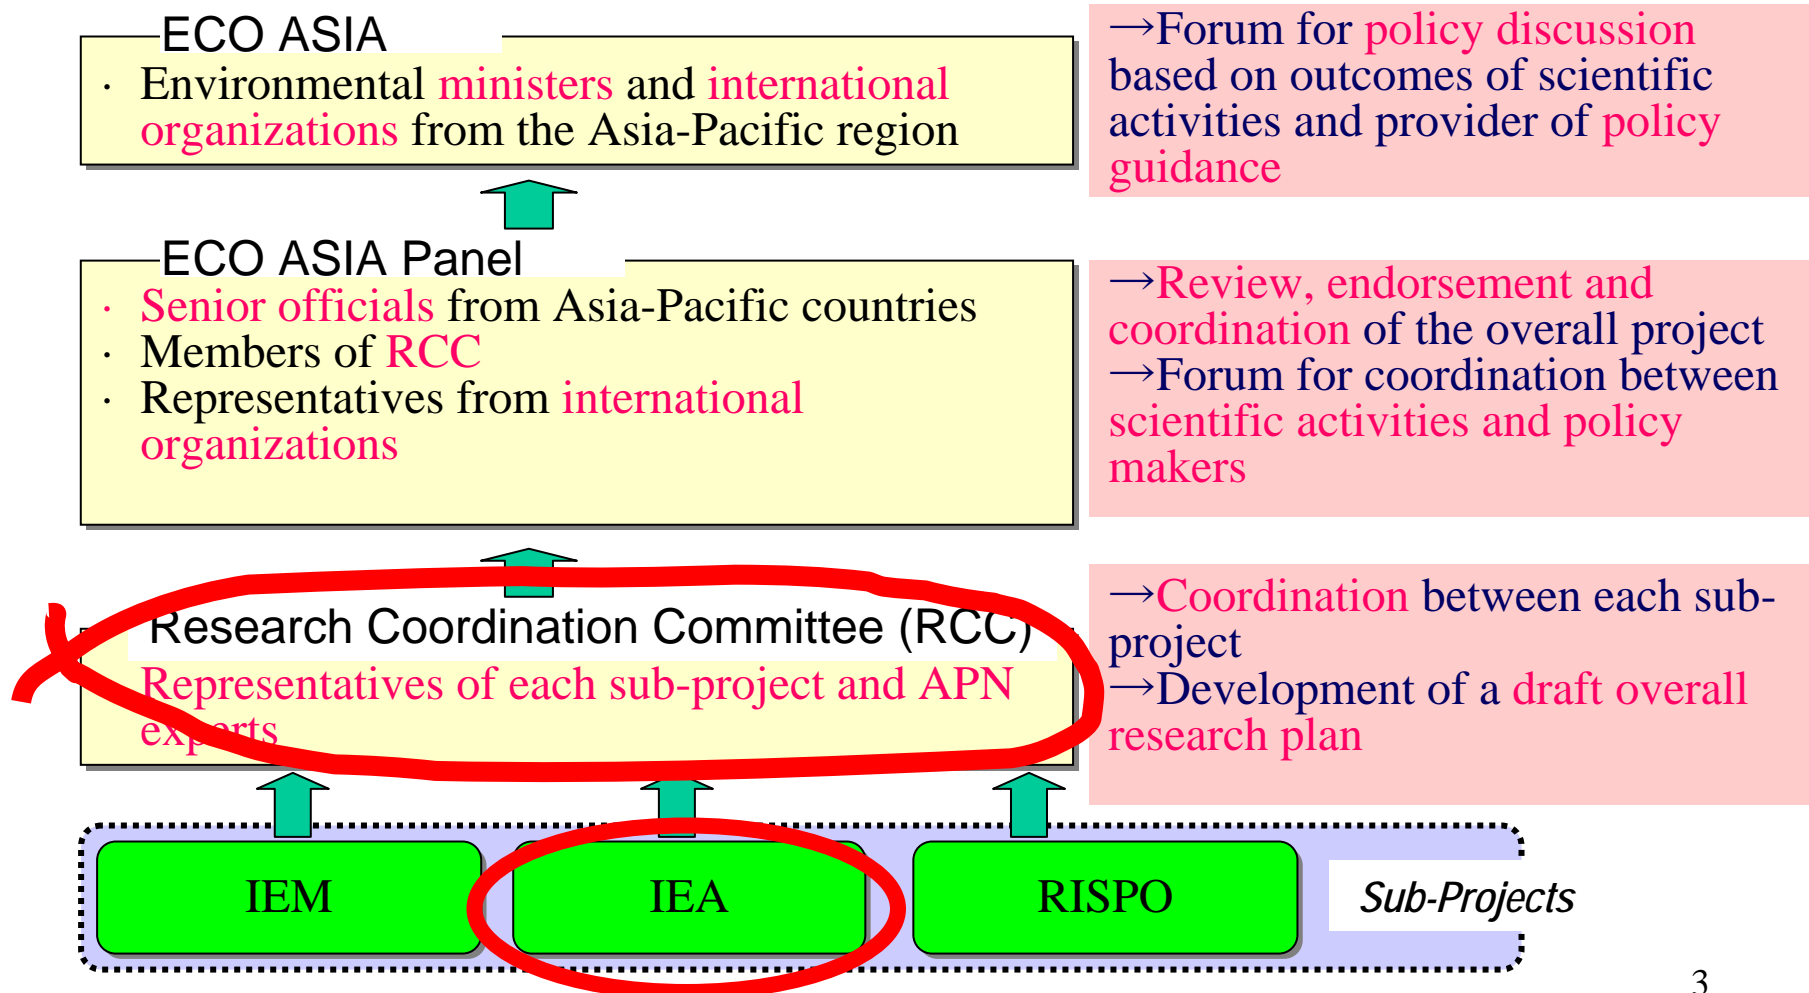 ECO ASIA
· Environmental ministers and international
organizations from the Asia-Pacific region
→Forum for policy discussion
based on outcomes of scientific
activities and provider of policy
guidance
ECO ASIA Panel
· Senior officials from Asia-Pacific countries
· Members of RCC
· Representatives from international
organizations
→Review, endorsement and
coordination of the overall project
→Forum for coordination between
scientific activities and policy
makers
Research Coordination Committee (RCC)
Representatives of each sub-project and APN
experts
→Coordination between each sub-
project
→Development of a draft overall
research plan
IEM
IEA
RISPO
Sub-Projects
3